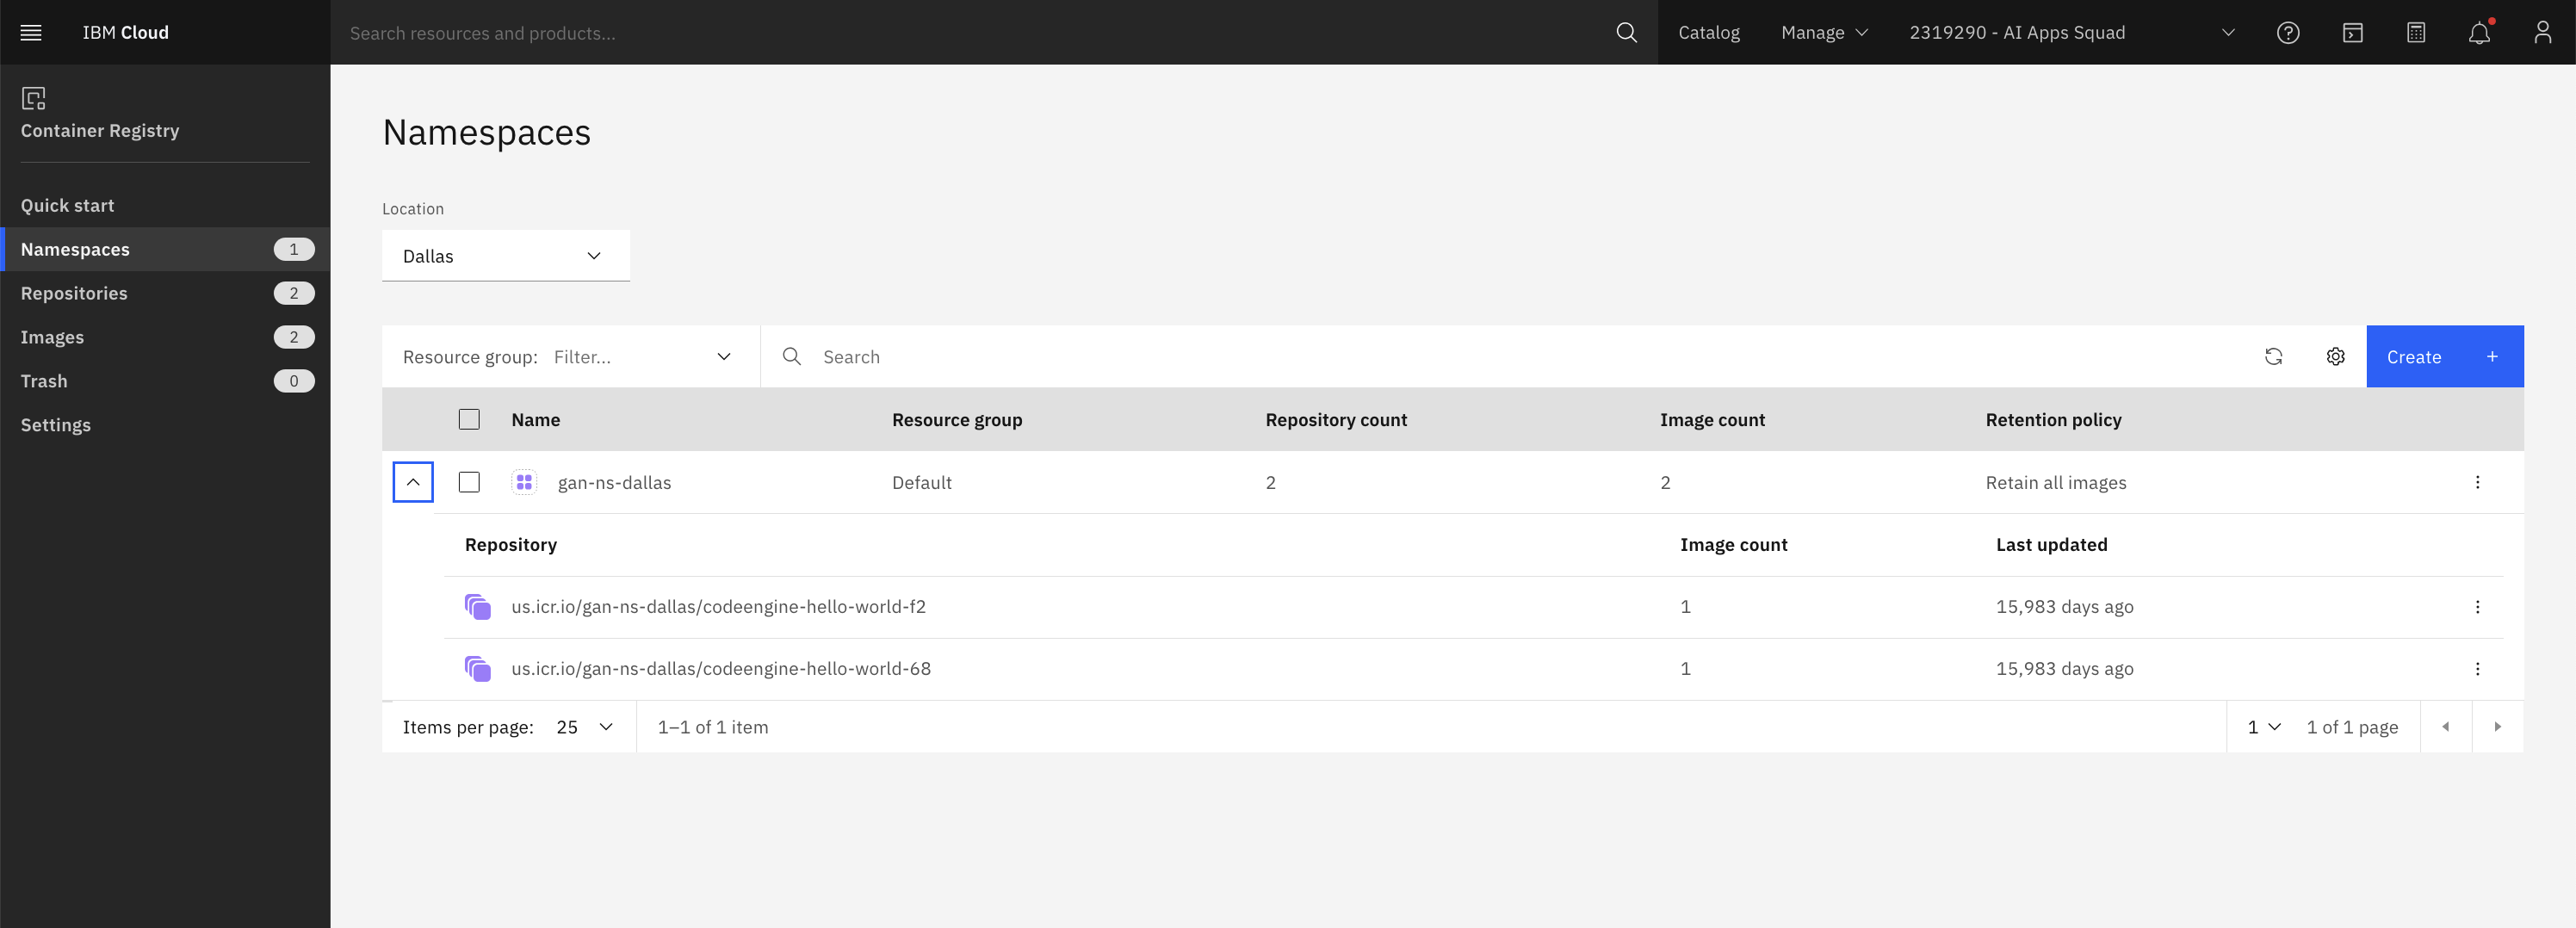 IBM Cloud
Search resources and products...
Catalog
Manage
2319290 - AI Apps Squad
Container Registry
Quick start
Namespaces 1
Repositories 2
Images 2
Trash 0
Settings
Namespaces
Location
Dallas
Resource group: Filter...
Search
Create +
Name Resource group Repository count Image count Retention policy
gan-ns-dallas Default 2 2 Retain all images
Repository Image count Last updated
us.icr.io/gan-ns-dallas/codeengine-hello-world-f2 1 15,983 days ago
us.icr.io/gan-ns-dallas/codeengine-hello-world-68 1 15,983 days ago
Items per page: 25 1–1 of 1 item 1 1 of 1 page